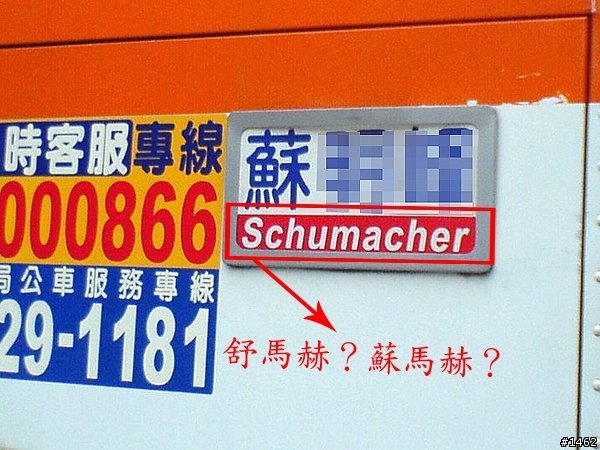 時客服專線
000866
局公車服務專線
29-1181
蘇
Schumacher
舒馬赫？蘇馬赫？
#1462